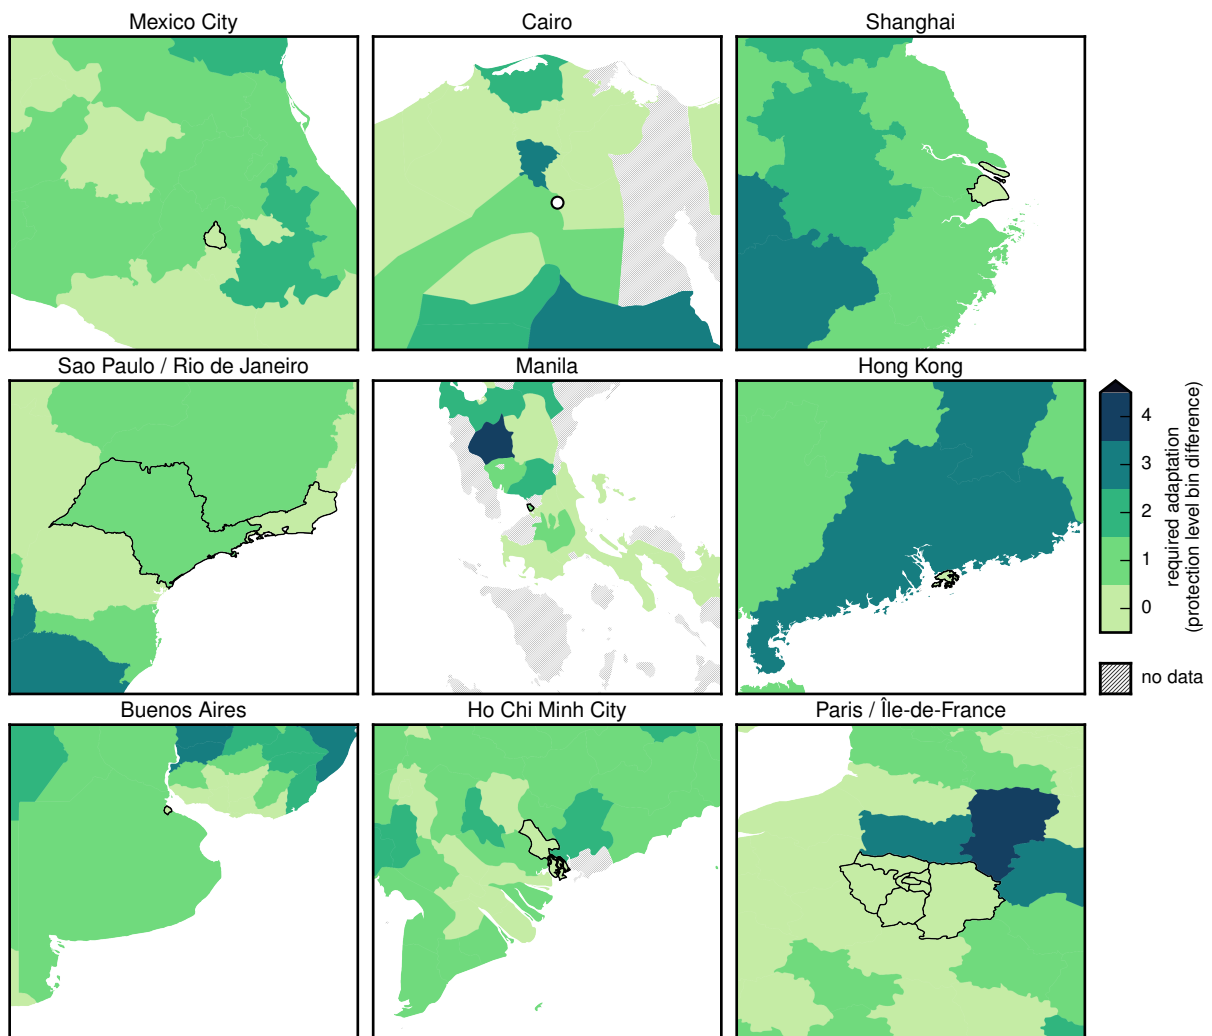 Mexico City
Cairo
Shanghai
Sao Paulo / Rio de Janeiro
Manila
Hong Kong
4
3
2
1
0
required adaptation
(protection level bin difference)
no data
Buenos Aires
Ho Chi Minh City
Paris / Île-de-France